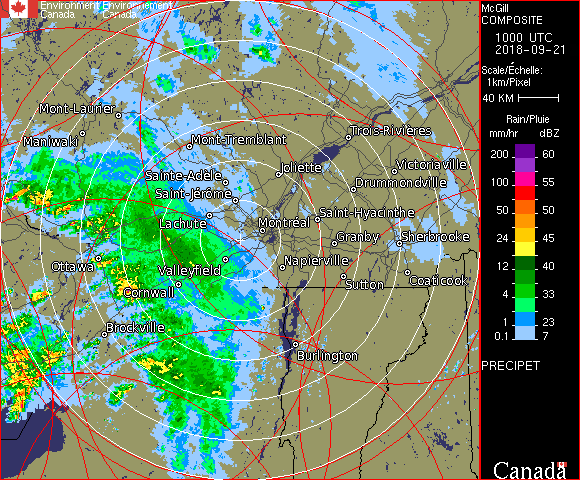 Environment Environnement
Canada Canada
Mont-Laurier
Maniwaki
Mont-Tremblant
Trois-Rivières
Joliette
Victoriaville
Sainte-Adèle
Drummondville
Saint-Jérôme
Saint-Hyacinthe
Lachute
Montréal
Granby
Sherbrooke
Ottawa
Valleyfield
Napierville
Sutton
Coaticook
Cornwall
Brockville
Burlington
McGill
COMPOSITE
1000 UTC
2018-09-21
Scale/Échelle:
1km/Pixel
40 KM
Rain/Pluie
mm/hr dBZ
200 60
100 55
50 50
24 45
12 40
4 33
1 23
0.1 7
PRECIPET
Canada